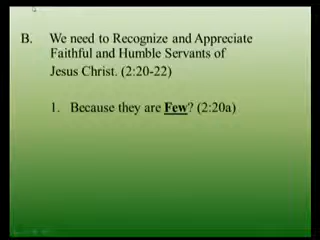 B. We need to Recognize and Appreciate
Faithful and Humble Servants of
Jesus Christ. (2:20-22)
1. Because they are Few? (2:20a)